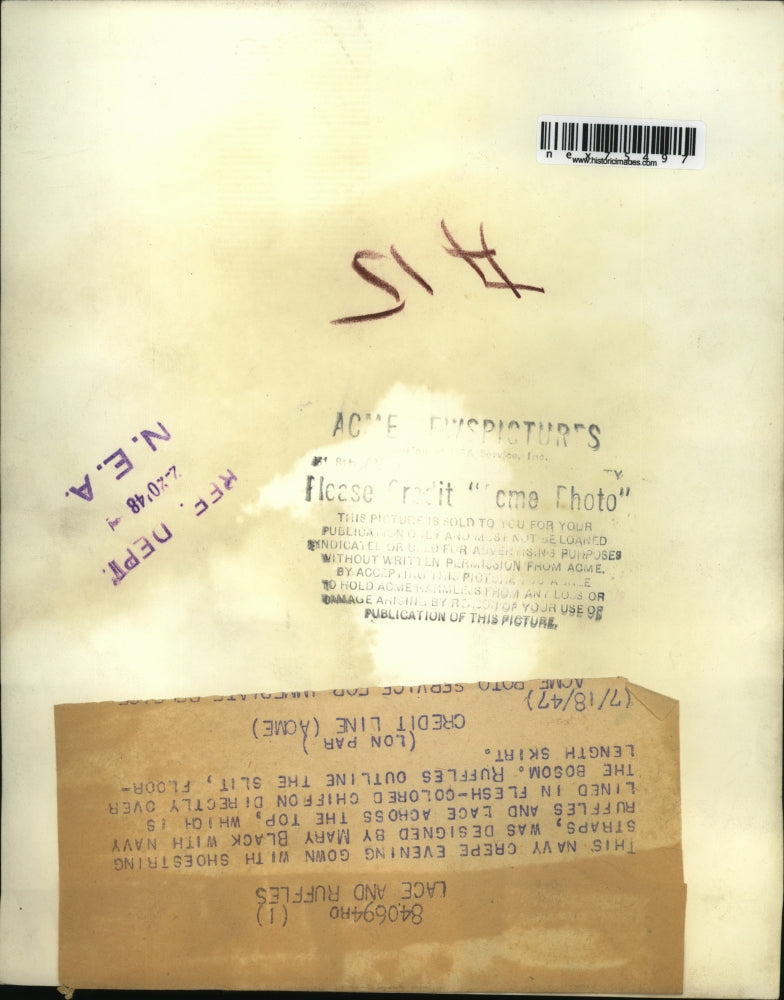 nex75497
www.historicimages.com
A 15
ACME NEWSPICTURES
Please Credit "Acme Photo"
THIS PICTURE IS SOLD TO YOU FOR YOUR
PUBLICATION ONLY AND MUST NOT BE LOANED
SYNDICATED OR USED FOR ADVERTISING PURPOSES
WITHOUT WRITTEN PERMISSION FROM ACME.
BY ACCEPTING THIS PICTURE
TO HOLD ACME HARMLESS FROM ANY LOSS OR
DAMAGE ARISING BY REASON OF YOUR USE OR
PUBLICATION OF THIS PICTURE.
REF. DEPT.
2-20'48
N. E. A.
840694RO (1)
LACE AND RUFFLES
THIS NAVY CREPE EVENING GOWN WITH SHOESTRING
STRAPS, WAS DESIGNED BY MARY BLACK WITH NAVY
RUFFLES AND LACE ACROSS THE TOP, WHICH IS
LINED IN FLESH-COLORED CHIFFON DIRECTLY OVER
THE BOSOM. RUFFLES OUTLINE THE SLIT, FLOOR-
LENGTH SKIRT.
(LON PAR)
CREDIT LINE (ACME) (7/18/47)
ACME ROTO SERVICE FOR IMMEDIATE